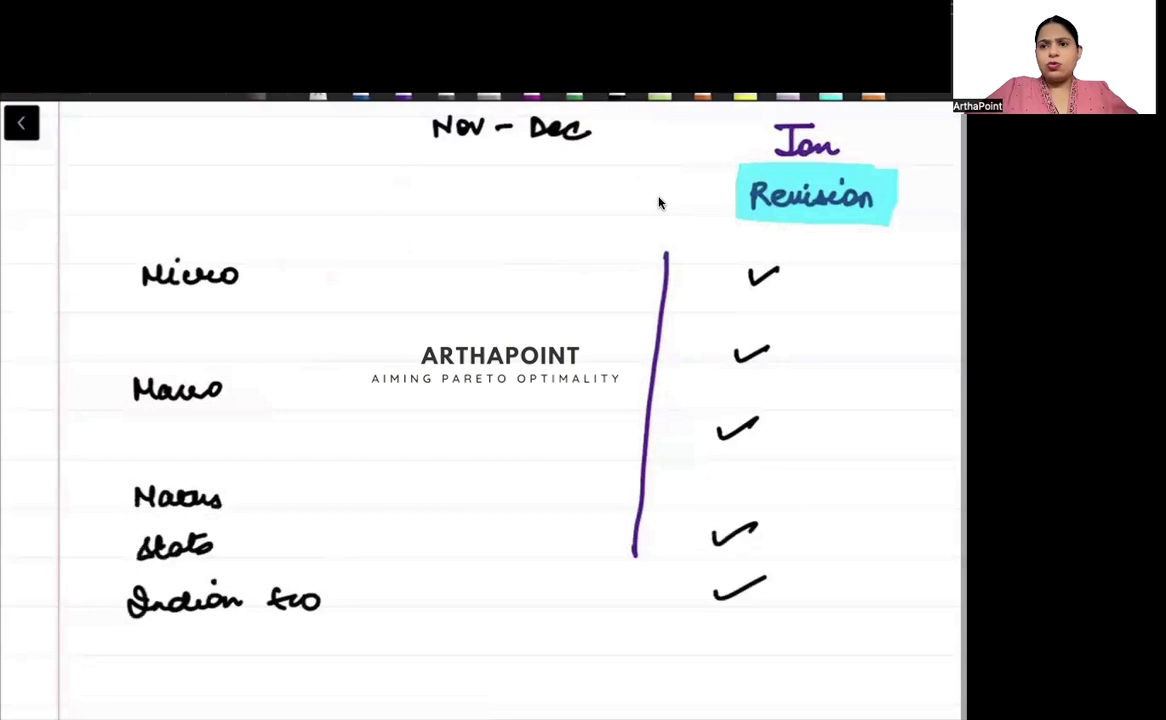 ArthaPoint
Nov - Dec
Jan
Revision
Micro
ARTHAPOINT
AIMING PARETO OPTIMALITY
Macro
Maths
Stats
Indian Eco